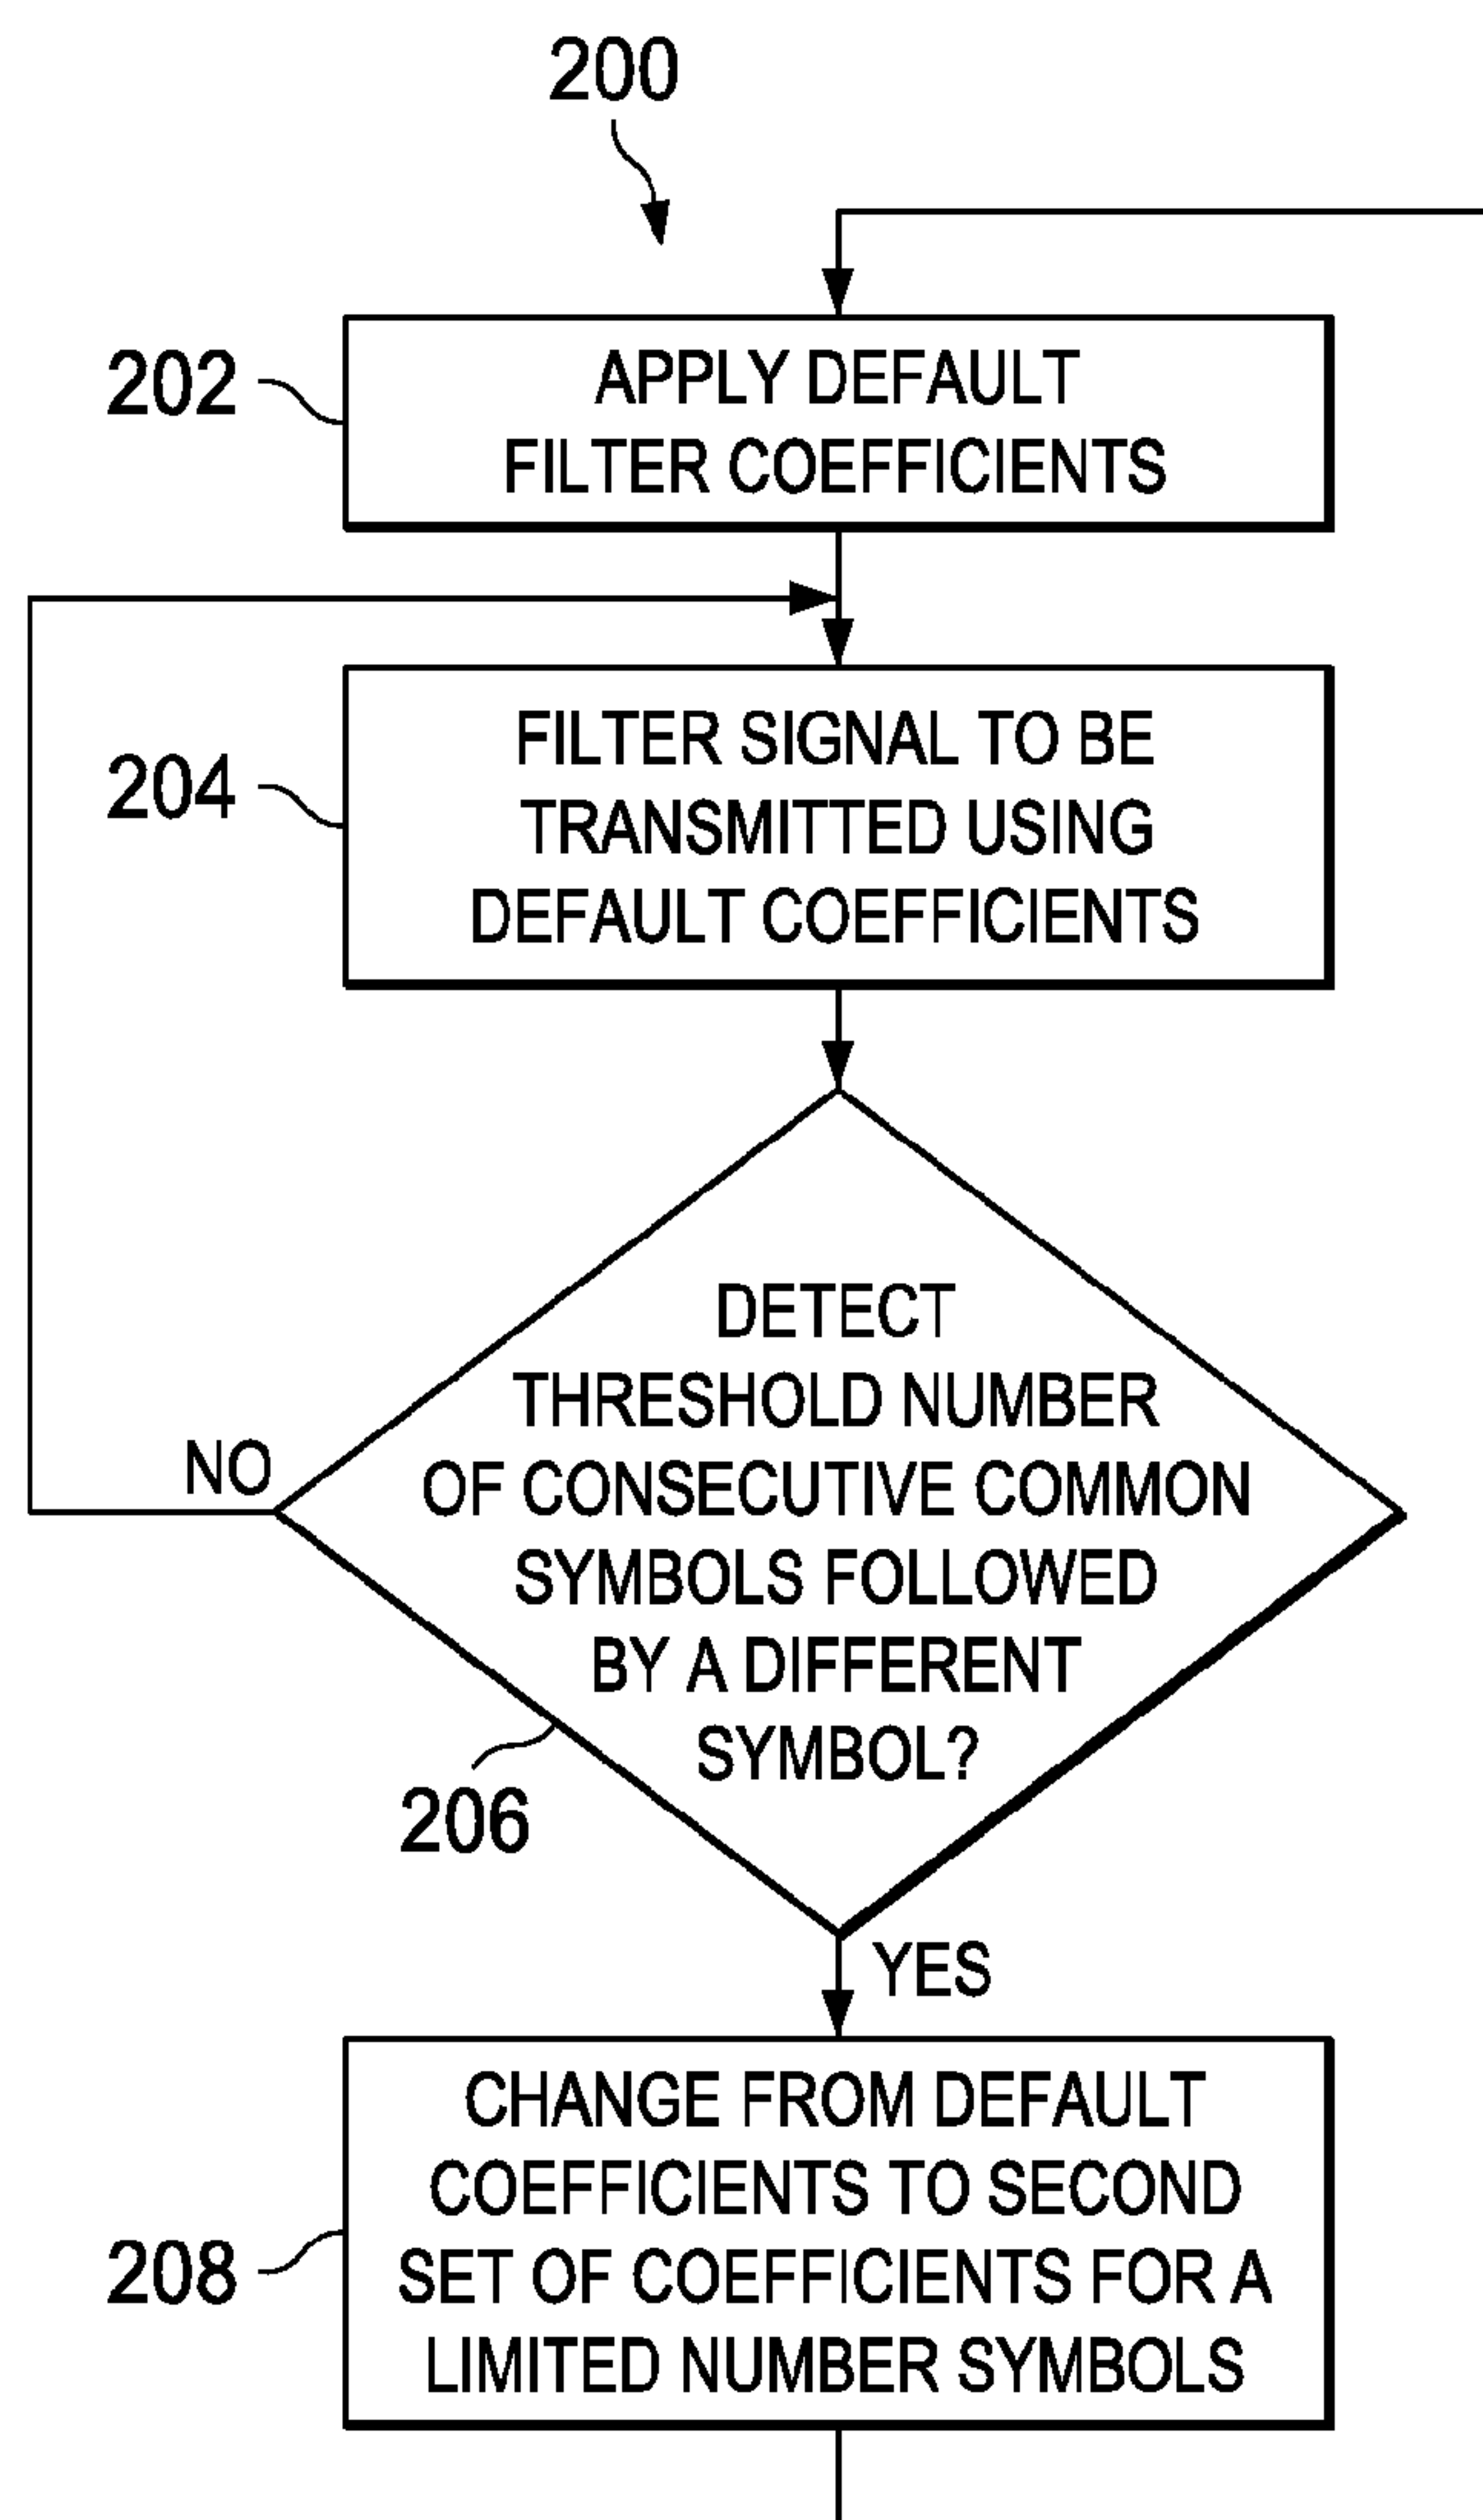 200
202
APPLY DEFAULT
FILTER COEFFICIENTS
204
FILTER SIGNAL TO BE
TRANSMITTED USING
DEFAULT COEFFICIENTS
DETECT
THRESHOLD NUMBER
OF CONSECUTIVE COMMON
SYMBOLS FOLLOWED
BY A DIFFERENT
SYMBOL?
NO
206
YES
208
CHANGE FROM DEFAULT
COEFFICIENTS TO SECOND
SET OF COEFFICIENTS FOR A
LIMITED NUMBER SYMBOLS